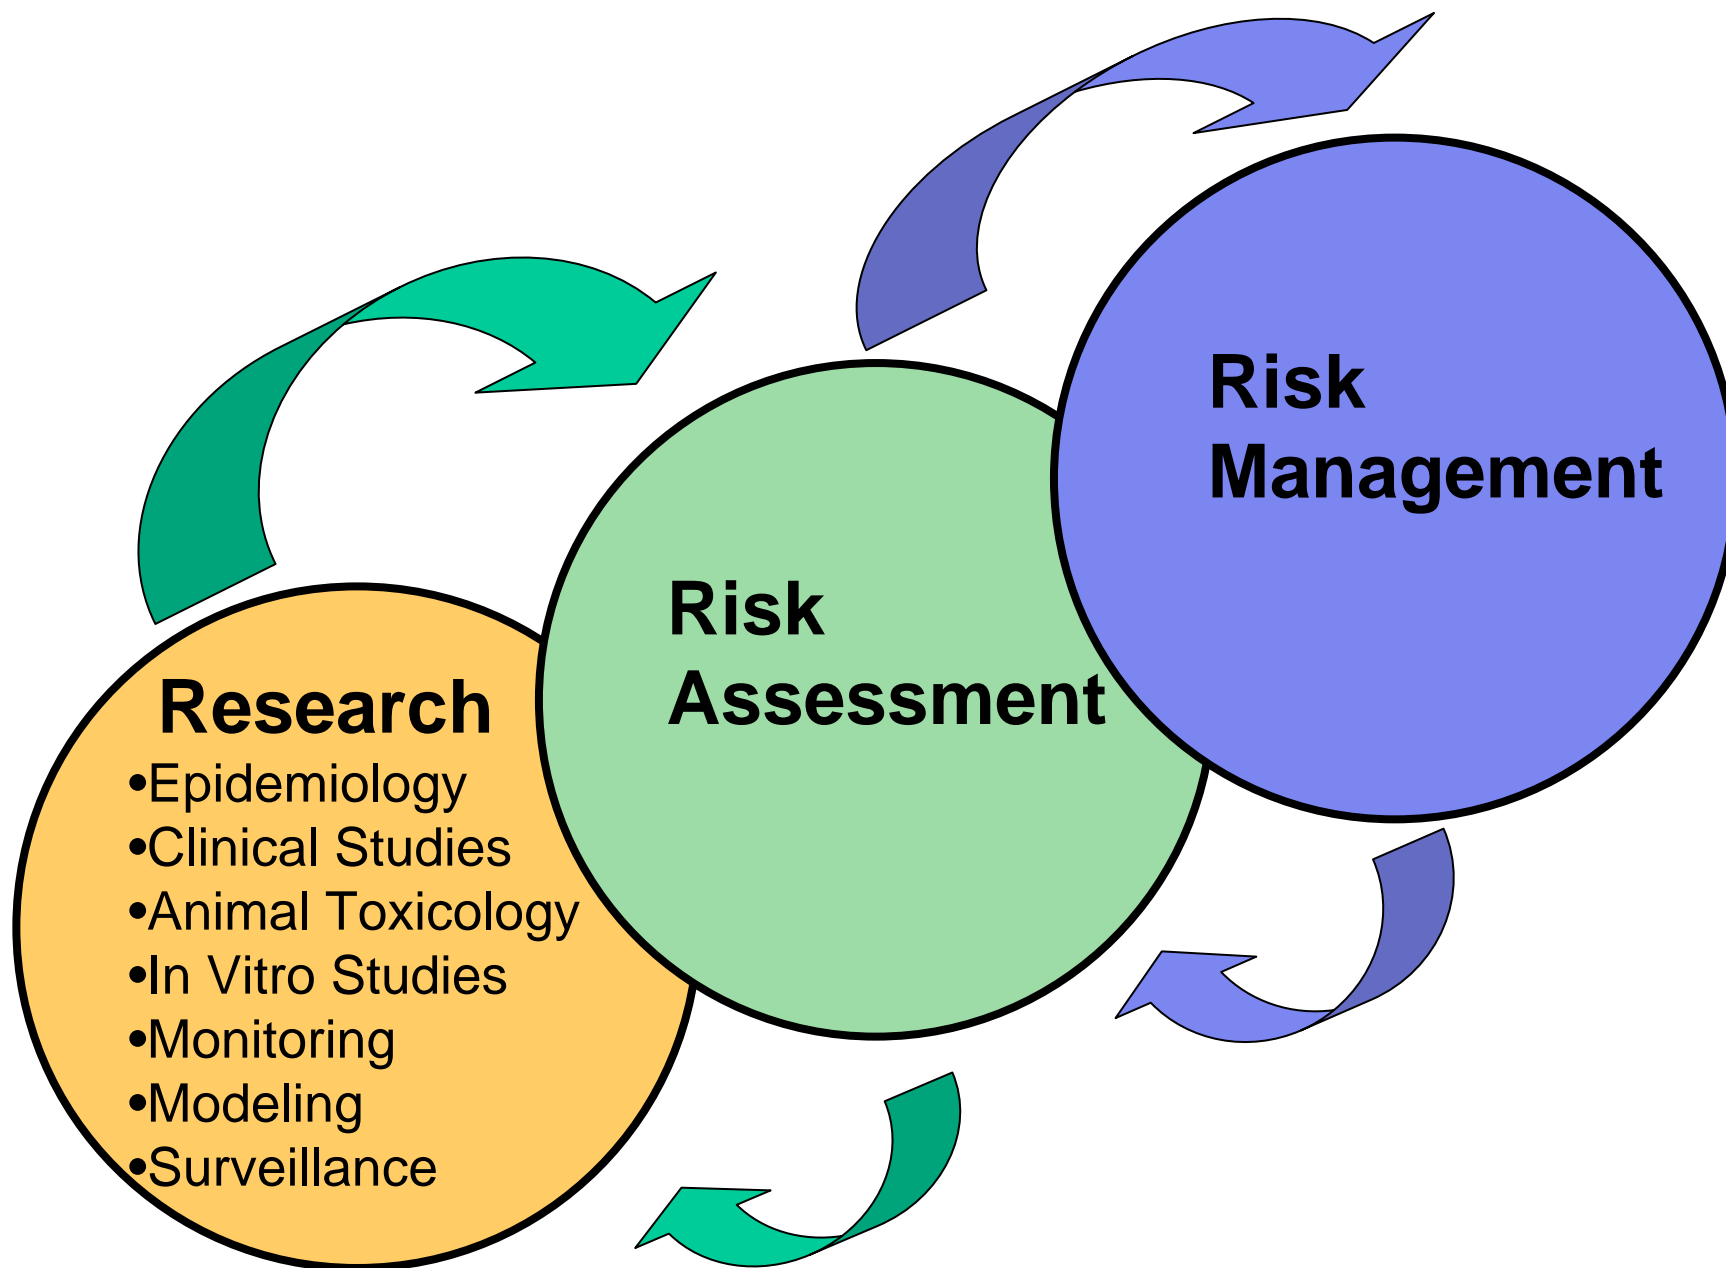 Risk
Management
Risk
Assessment
Research
•Epidemiology
•Clinical Studies
•Animal Toxicology
•In Vitro Studies
•Monitoring
•Modeling
•Surveillance